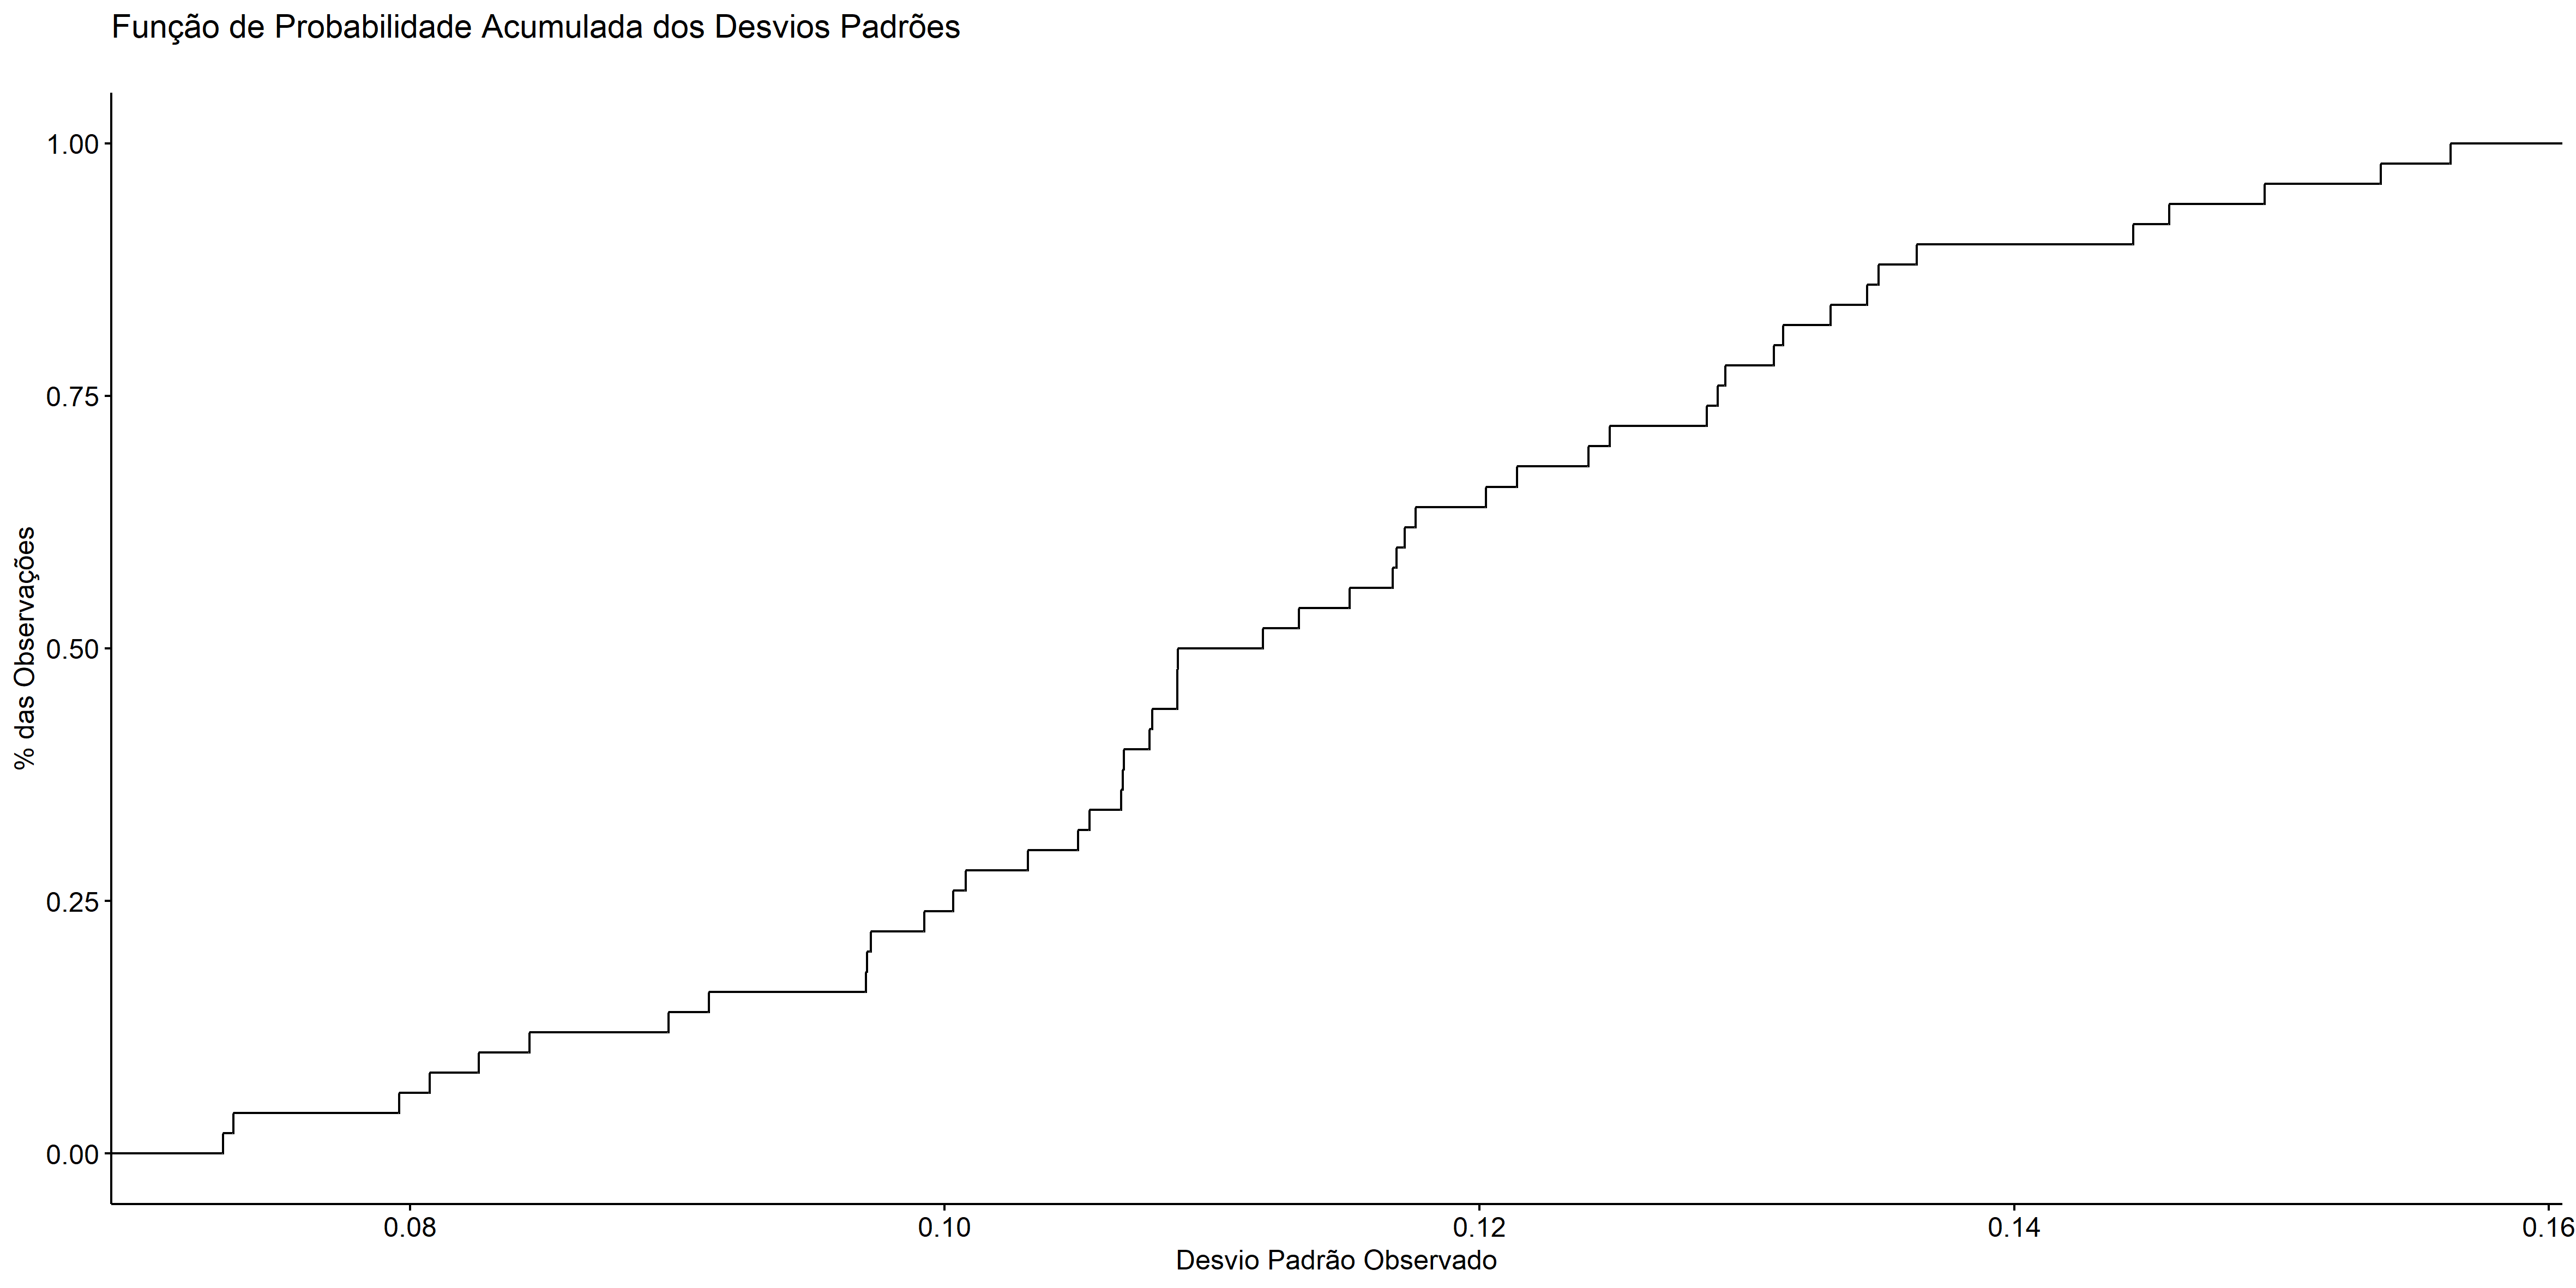 Função de Probabilidade Acumulada dos Desvios Padrões
1.00
0.75
0.50
0.25
0.00
% das Observações
0.08 0.10 0.12 0.14 0.16
Desvio Padrão Observado